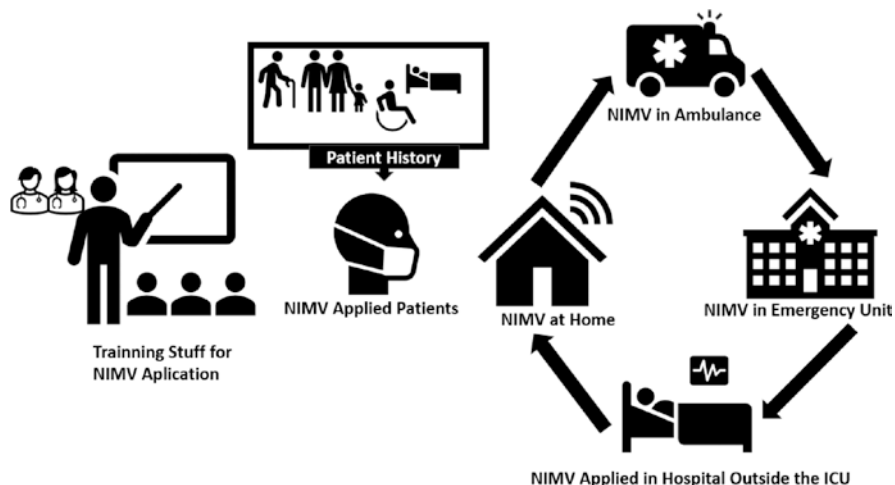 NIMV in Ambulance
Patient History
NIMV Applied Patients
NIMV at Home
NIMV in Emergency Unit
Trainning Stuff for
NIMV Aplication
NIMV Applied in Hospital Outside the ICU